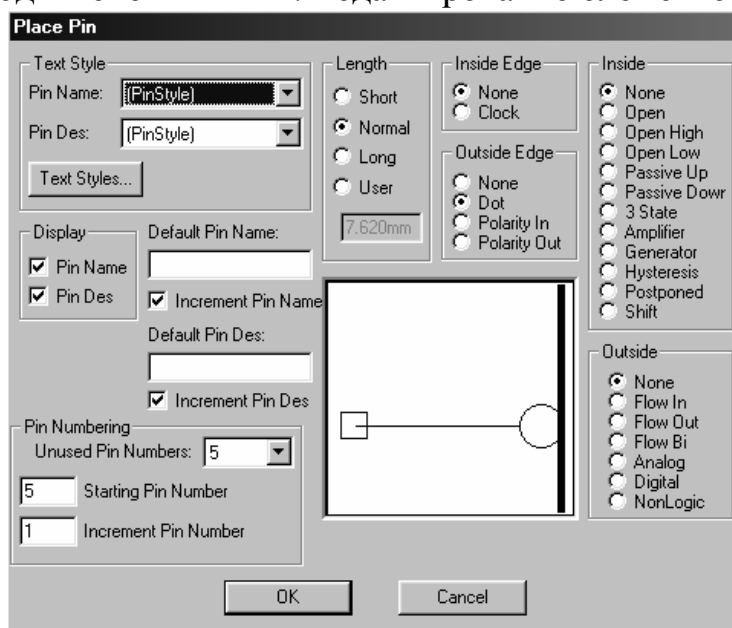 Place Pin
Text Style
Pin Name: (PinStyle)
Pin Des: (PinStyle)
Text Styles...
Display
Pin Name
Pin Des
Default Pin Name:
Increment Pin Name
Default Pin Des:
Increment Pin Des
Pin Numbering
Unused Pin Numbers: 5
5 Starting Pin Number
1 Increment Pin Number
Length
Short
Normal
Long
User
7.620mm
Inside Edge
None
Clock
Outside Edge
None
Dot
Polarity In
Polarity Out
Inside
None
Open
Open High
Open Low
Passive Up
Passive Down
3 State
Amplifier
Generator
Hysteresis
Postponed
Shift
Outside
None
Flow In
Flow Out
Flow Bi
Analog
Digital
NonLogic
OK
Cancel